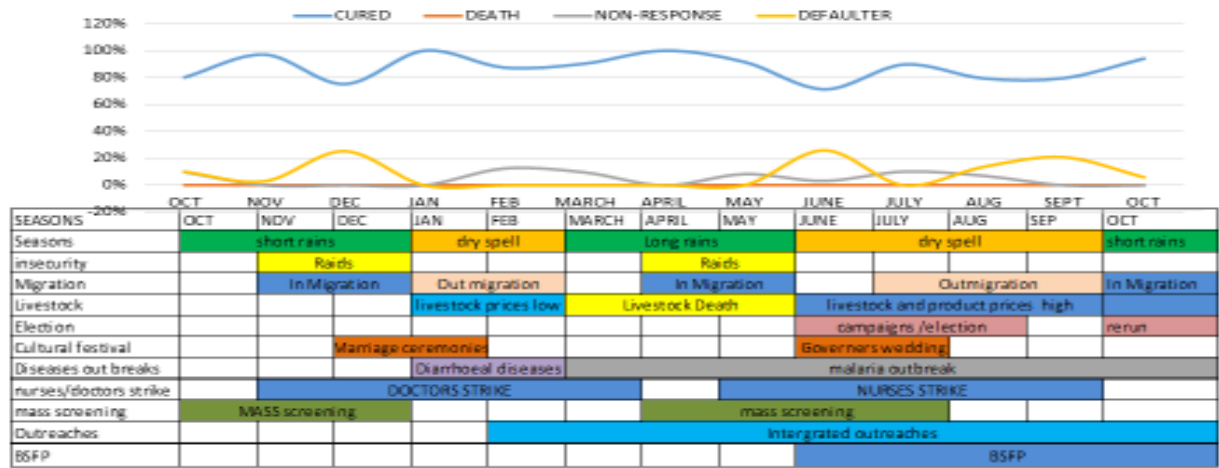 CURED DEATH NON-RESPONSE DEFAULTER
120%
100%
80%
60%
40%
20%
0%
-20%
OCT NOV DEC JAN FEB MARCH APRIL MAY JUNE JULY AUG SEPT OCT
SEASONS OCT NOV DEC JAN FEB MARCH APRIL MAY JUNE JULY AUG SEP OCT
Seasons short rains dry spell Long rains dry spell short rains
insecurity Raids Raids
Migration In Migration Out migration In Migration Outmigration In Migration
Livestock livestock prices low Livestock Death livestock and product prices high
Election campaigns /election rerun
Cultural festival Marriage ceremonies Governers wedding
Diseases out breaks Diarrhoeal diseases malaria outbreak
nurses/doctors strike DOCTORS STRIKE NURSES STRIKE
mass screening MASS screening mass screening
Outreaches Intergrated outreaches
BSFP BSFP